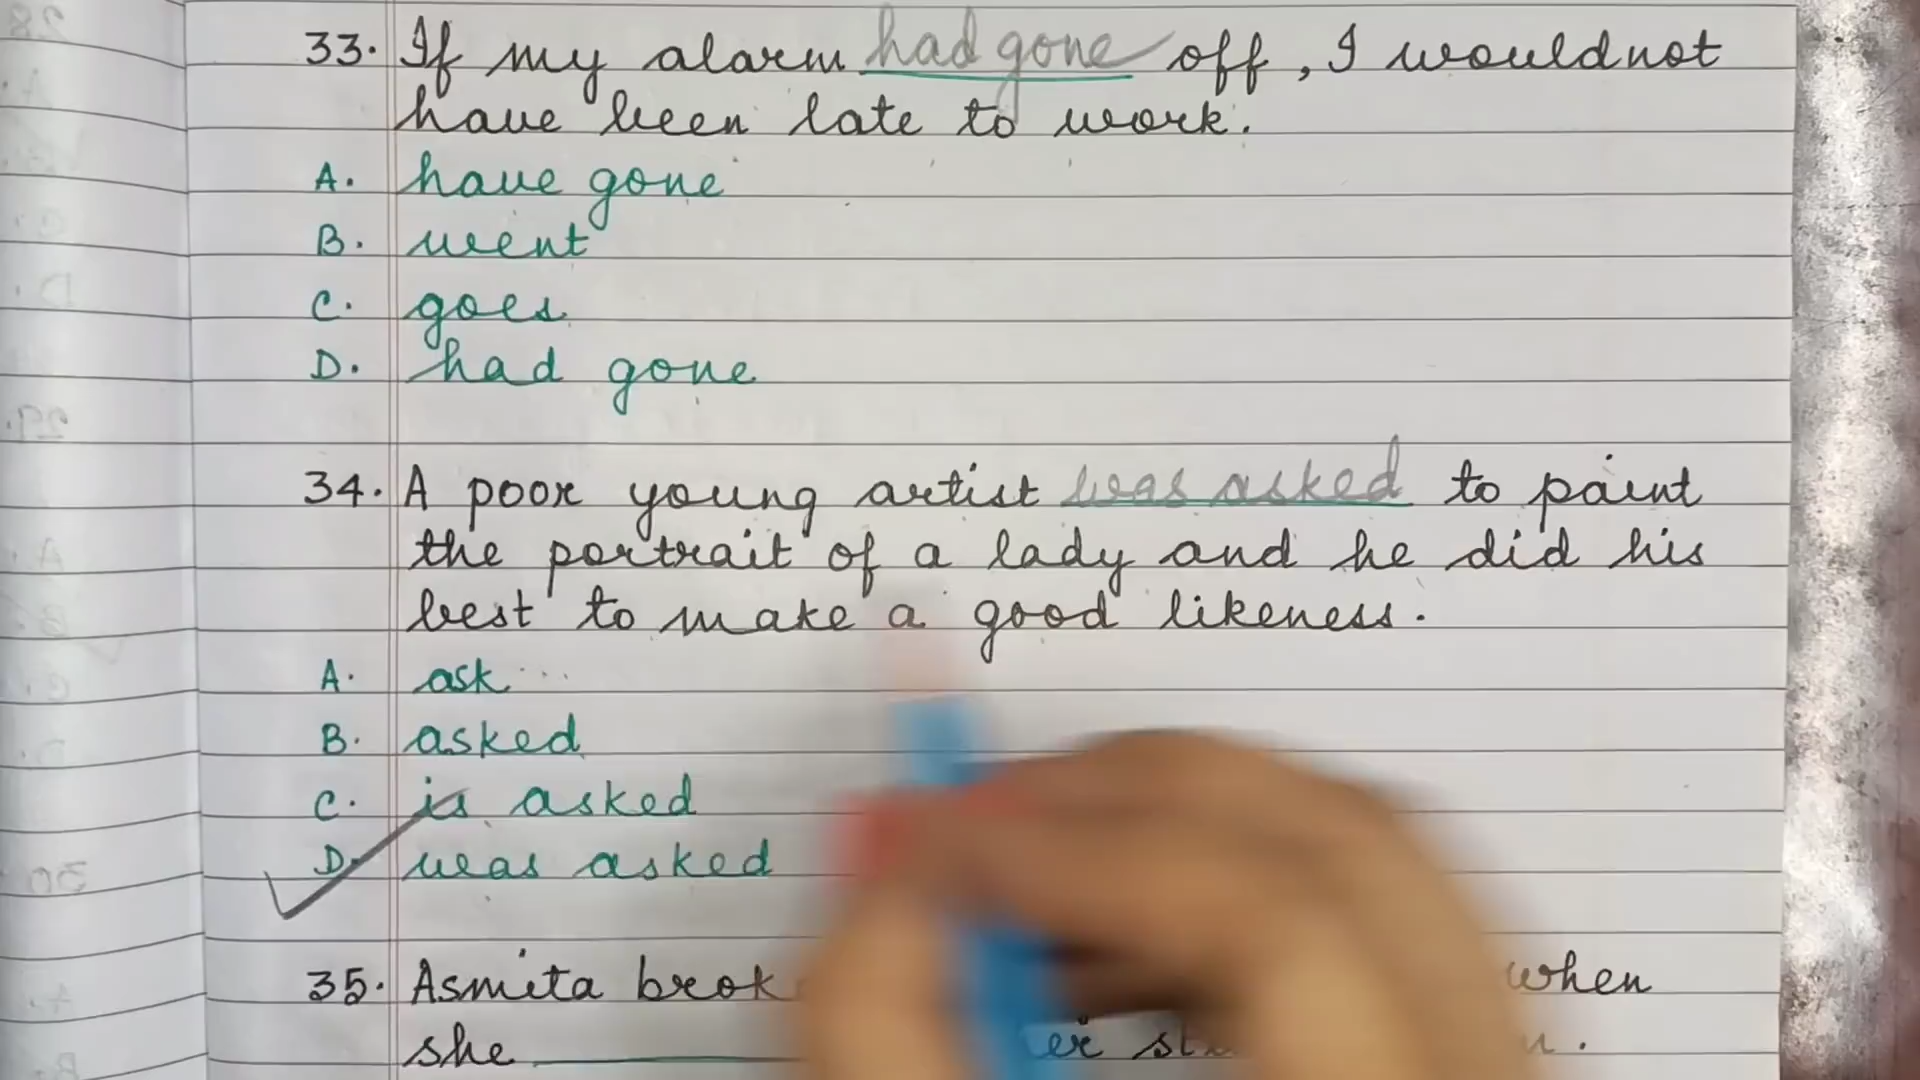 33. If my alarm had gone off, I would not
have been late to work.
A. have gone
B. went
C. goes
D. had gone
34. A poor young artist was asked to paint
the portrait of a lady and he did his
best to make a good likeness.
A. ask
B. asked
C. is asked
D. was asked
35. Asmita when
she